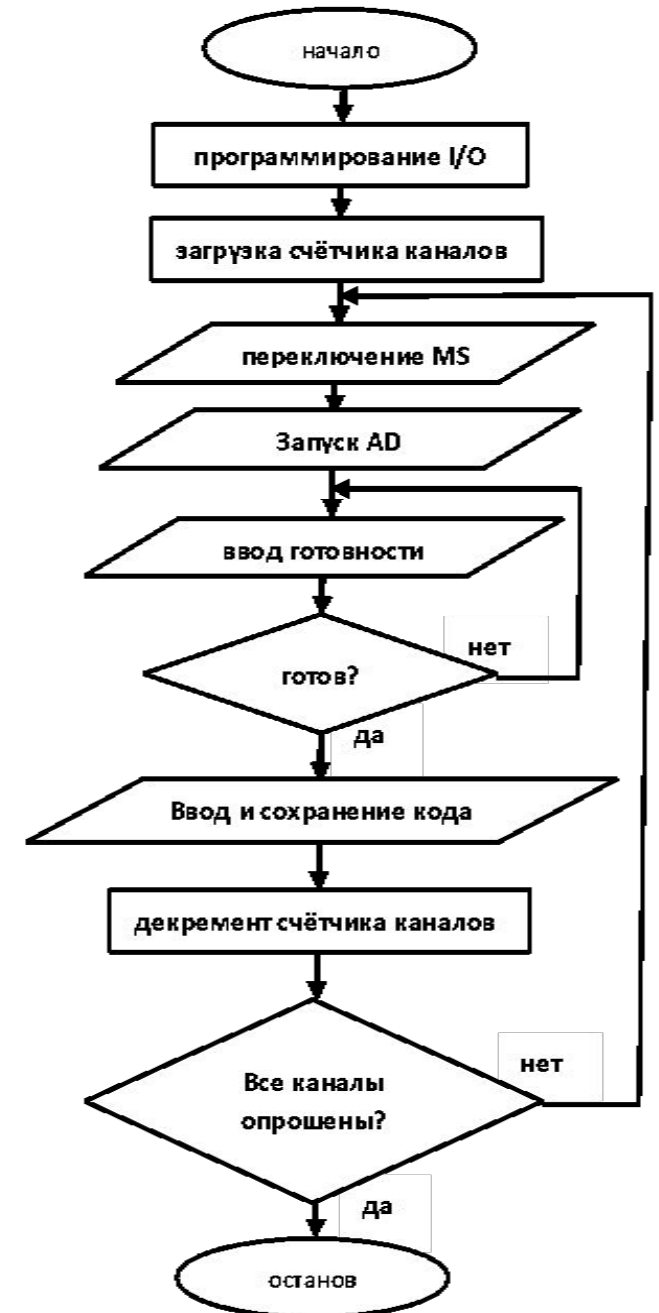 начало
программирование I/O
загрузка счётчика каналов
переключение MS
Запуск AD
ввод готовности
готов?
нет
да
Ввод и сохранение кода
декремент счётчика каналов
Все каналы
опрошены?
нет
да
останов